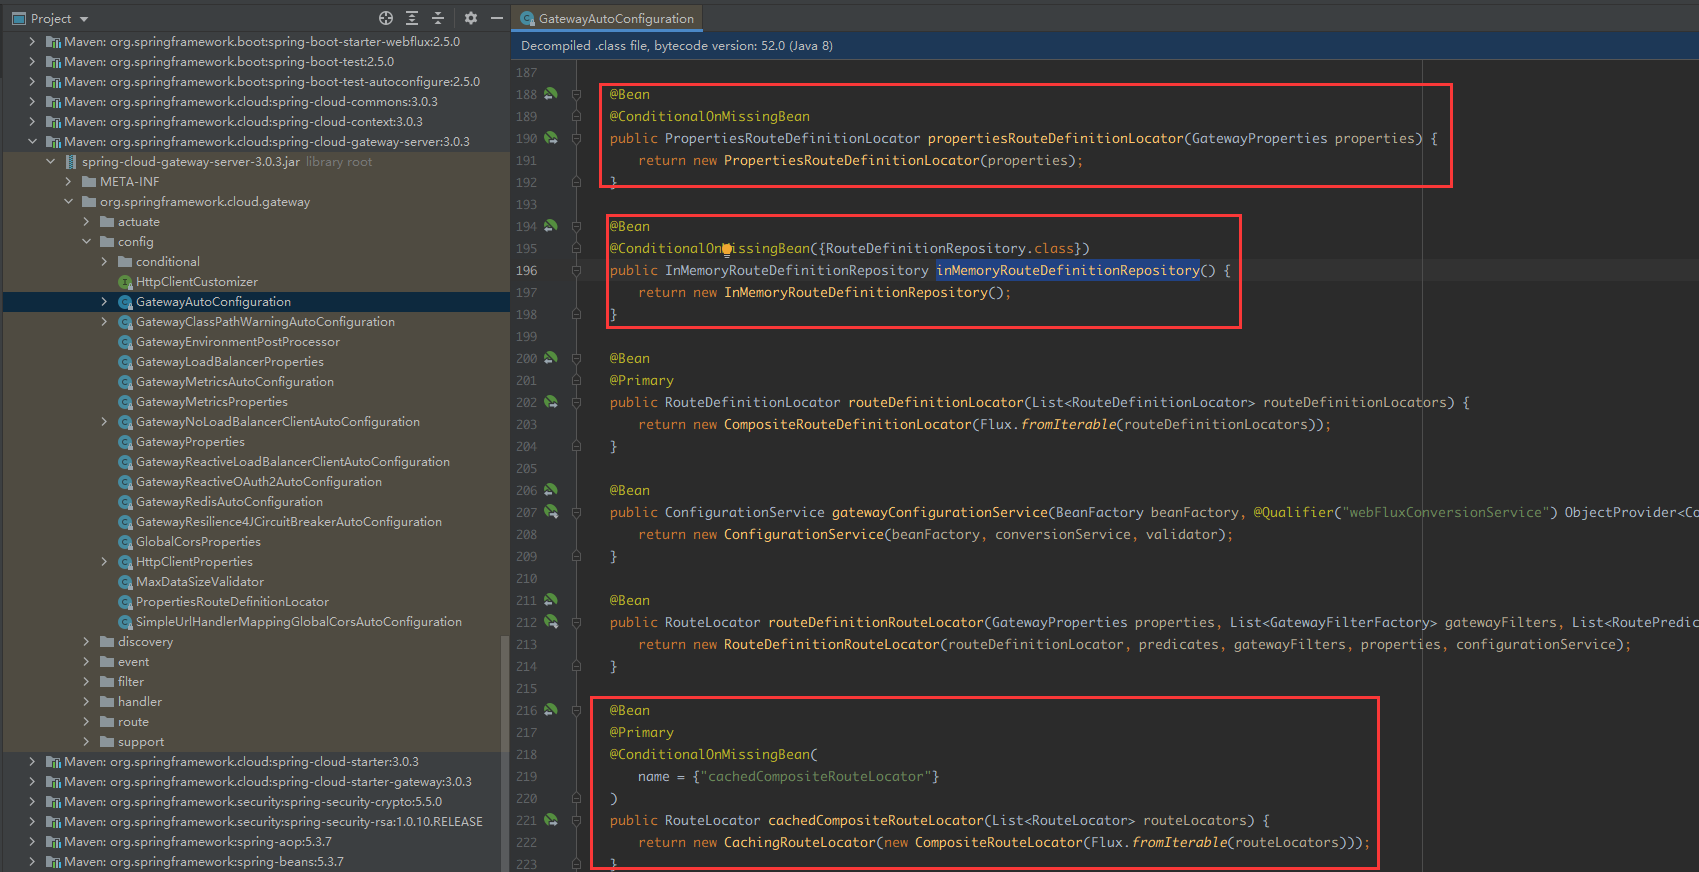 Project
Maven: org.springframework.boot:spring-boot-starter-webflux:2.5.0
Maven: org.springframework.boot:spring-boot-test:2.5.0
Maven: org.springframework.boot:spring-boot-test-autoconfigure:2.5.0
Maven: org.springframework.cloud:spring-cloud-commons:3.0.3
Maven: org.springframework.cloud:spring-cloud-context:3.0.3
Maven: org.springframework.cloud:spring-cloud-gateway-server:3.0.3
spring-cloud-gateway-server-3.0.3.jar library root
META-INF
org.springframework.cloud.gateway
actuate
config
conditional
HttpClientCustomizer
GatewayAutoConfiguration
GatewayClassPathWarningAutoConfiguration
GatewayEnvironmentPostProcessor
GatewayLoadBalancerProperties
GatewayMetricsAutoConfiguration
GatewayMetricsProperties
GatewayNoLoadBalancerClientAutoConfiguration
GatewayProperties
GatewayReactiveLoadBalancerClientAutoConfiguration
GatewayReactiveOAuth2AutoConfiguration
GatewayRedisAutoConfiguration
GatewayResilience4JCircuitBreakerAutoConfiguration
GlobalCorsProperties
HttpClientProperties
MaxDataSizeValidator
PropertiesRouteDefinitionLocator
SimpleUrlHandlerMappingGlobalCorsAutoConfiguration
discovery
event
filter
handler
route
support
Maven: org.springframework.cloud:spring-cloud-starter:3.0.3
Maven: org.springframework.cloud:spring-cloud-starter-gateway:3.0.3
Maven: org.springframework.security:spring-security-crypto:5.5.0
Maven: org.springframework.security:spring-security-rsa:1.0.10.RELEASE
Maven: org.springframework:spring-aop:5.3.7
Maven: org.springframework:spring-beans:5.3.7
GatewayAutoConfiguration
Decompiled .class file, bytecode version: 52.0 (Java 8)
187
188 @Bean
189 @ConditionalOnMissingBean
190 public PropertiesRouteDefinitionLocator propertiesRouteDefinitionLocator(GatewayProperties properties) {
191 return new PropertiesRouteDefinitionLocator(properties);
192 }
193
194 @Bean
195 @ConditionalOnMissingBean({RouteDefinitionRepository.class})
196 public InMemoryRouteDefinitionRepository inMemoryRouteDefinitionRepository() {
197 return new InMemoryRouteDefinitionRepository();
198 }
199
200 @Bean
201 @Primary
202 public RouteDefinitionLocator routeDefinitionLocator(List<RouteDefinitionLocator> routeDefinitionLocators) {
203 return new CompositeRouteDefinitionLocator(Flux.fromIterable(routeDefinitionLocators));
204 }
205
206 @Bean
207 public ConfigurationService gatewayConfigurationService(BeanFactory beanFactory, @Qualifier("webFluxConversionService") ObjectProvider<Co
208 return new ConfigurationService(beanFactory, conversionService, validator);
209 }
210
211 @Bean
212 public RouteLocator routeDefinitionRouteLocator(GatewayProperties properties, List<GatewayFilterFactory> gatewayFilters, List<RoutePredic
213 return new RouteDefinitionRouteLocator(routeDefinitionLocator, predicates, gatewayFilters, properties, configurationService);
214 }
215
216 @Bean
217 @Primary
218 @ConditionalOnMissingBean(
219 name = {"cachedCompositeRouteLocator"}
220 )
221 public RouteLocator cachedCompositeRouteLocator(List<RouteLocator> routeLocators) {
222 return new CachingRouteLocator(new CompositeRouteLocator(Flux.fromIterable(routeLocators)));
223 }